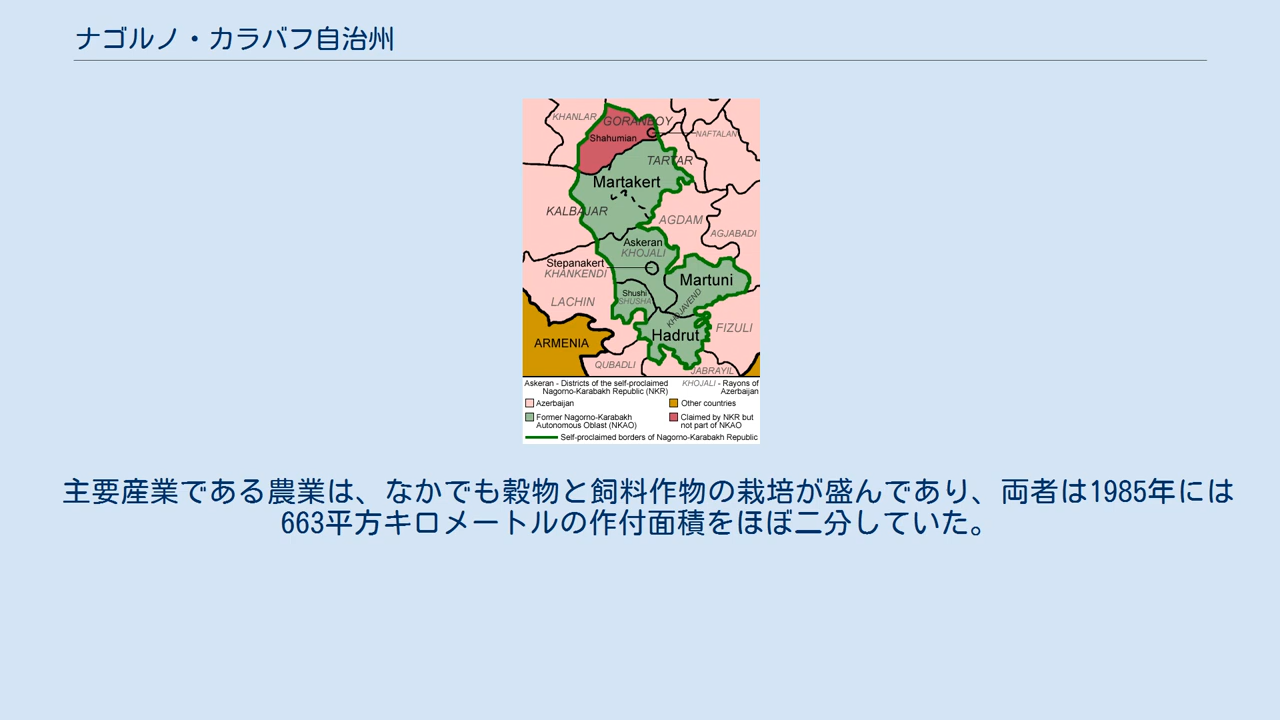 ナゴルノ・カラバフ自治州
KHANLAR
GORANBOY
Shahumian
NAFTALAN
TARTAR
Martakert
KALBAJAR
AGDAM
AGJABADI
Askeran
KHOJALI
Stepanakert
KHANKENDI
Martuni
Shushi
SHUSHA
KHOJAVEND
LACHIN
FIZULI
Hadrut
ARMENIA
QUBADLI
JABRAYIL
Askeran - Districts of the self-proclaimed
Nagorno-Karabakh Republic (NKR)
KHOJALI - Rayons of
Azerbaijan
Azerbaijan
Other countries
Former Nagorno-Karabakh
Autonomous Oblast (NKAO)
Claimed by NKR but
not part of NKAO
Self-proclaimed borders of Nagorno-Karabakh Republic
主要産業である農業は、なかでも穀物と飼料作物の栽培が盛んであり、両者は1985年には
663平方キロメートルの作付面積をほぼ二分していた。